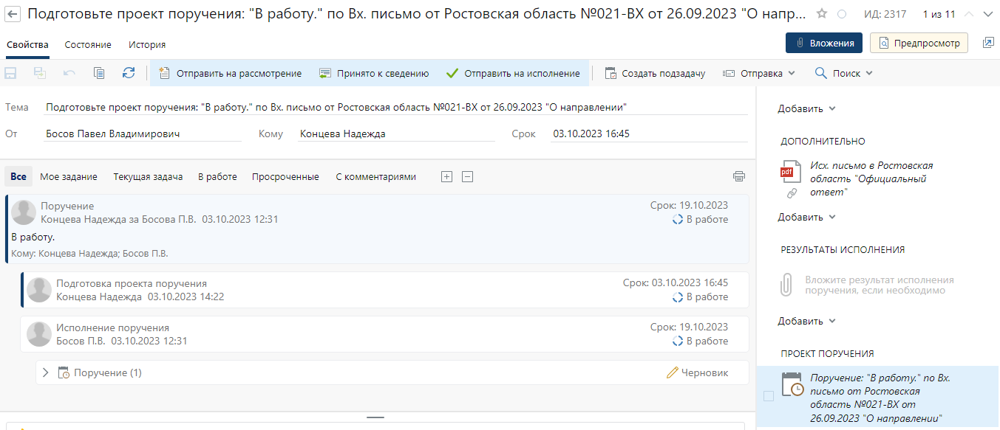 Подготовьте проект поручения: "В работу." по Вх. письмо от Ростовская область №021-ВХ от 26.09.2023 "О напр...
ИД: 2317
1 из 11
Свойства
Состояние
История
Вложения
Предпросмотр
Отправить на рассмотрение
Принято к сведению
Отправить на исполнение
Создать подзадачу
Отправка
Поиск
Тема
Подготовьте проект поручения: "В работу." по Вх. письмо от Ростовская область №021-ВХ от 26.09.2023 "О направлении"
От
Босов Павел Владимирович
Кому
Концева Надежда
Срок
03.10.2023 16:45
Все
Мое задание
Текущая задача
В работе
Просроченные
С комментариями
Поручение
Срок: 19.10.2023
Концева Надежда за Босова П.В. 03.10.2023 12:31
В работе
В работу.
Кому: Концева Надежда; Босов П.В.
Подготовка проекта поручения
Срок: 03.10.2023 16:45
Концева Надежда 03.10.2023 14:22
В работе
Исполнение поручения
Срок: 19.10.2023
Босов П.В. 03.10.2023 12:31
В работе
Поручение (1)
Черновик
Добавить
ДОПОЛНИТЕЛЬНО
pdf
Исх. письмо в Ростовская
область "Официальный
ответ"
Добавить
РЕЗУЛЬТАТЫ ИСПОЛНЕНИЯ
Вложите результат исполнения
поручения, если необходимо
Добавить
ПРОЕКТ ПОРУЧЕНИЯ
Поручение: "В работу." по Вх.
письмо от Ростовская
область №021-ВХ от
26.09.2023 "О направлении"